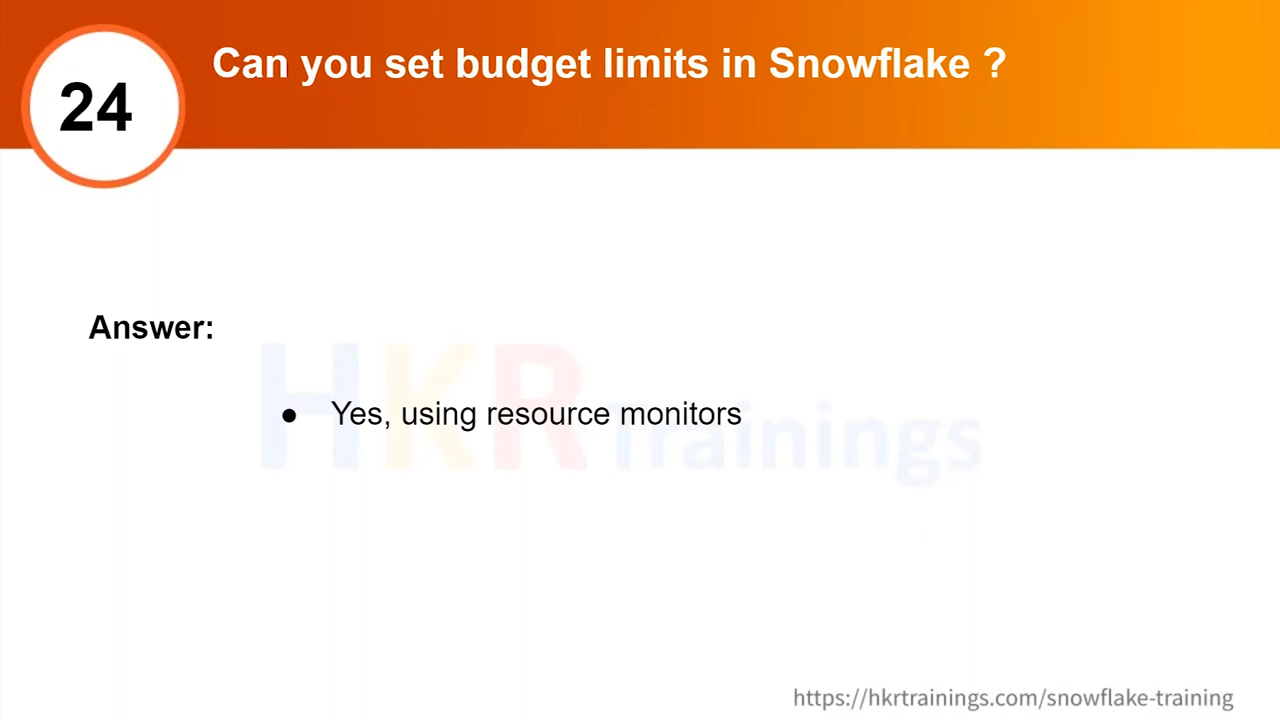 24
Can you set budget limits in Snowflake ?
Answer:
● Yes, using resource monitors
HKR Trainings
https://hkrtrainings.com/snowflake-training